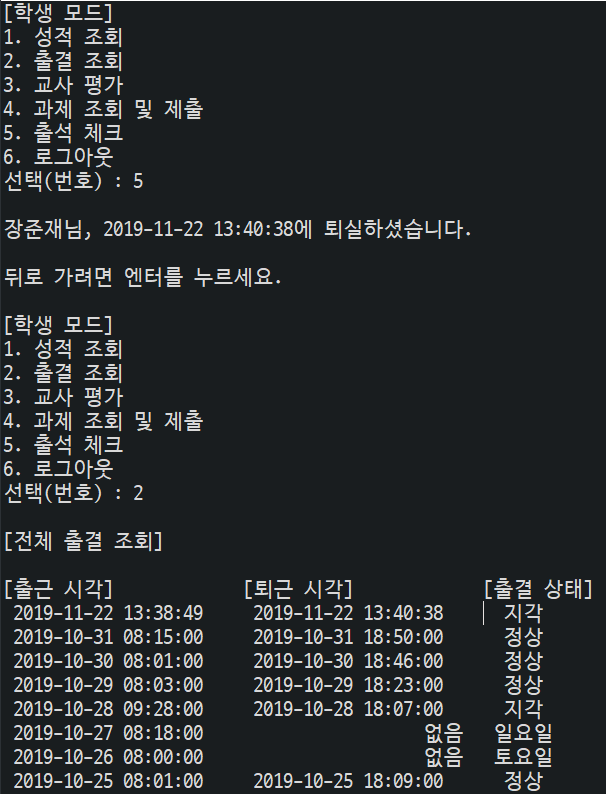 [학생 모드]
1. 성적 조회
2. 출결 조회
3. 교사 평가
4. 과제 조회 및 제출
5. 출석 체크
6. 로그아웃
선택(번호) : 5
장준재님, 2019-11-22 13:40:38에 퇴실하셨습니다.
뒤로 가려면 엔터를 누르세요.
[학생 모드]
1. 성적 조회
2. 출결 조회
3. 교사 평가
4. 과제 조회 및 제출
5. 출석 체크
6. 로그아웃
선택(번호) : 2
[전체 출결 조회]
[출근 시각] [퇴근 시각] [출결 상태]
2019-11-22 13:38:49 2019-11-22 13:40:38 지각
2019-10-31 08:15:00 2019-10-31 18:50:00 정상
2019-10-30 08:01:00 2019-10-30 18:46:00 정상
2019-10-29 08:03:00 2019-10-29 18:23:00 정상
2019-10-28 09:28:00 2019-10-28 18:07:00 지각
2019-10-27 08:18:00 없음 일요일
2019-10-26 08:00:00 없음 토요일
2019-10-25 08:01:00 2019-10-25 18:09:00 정상